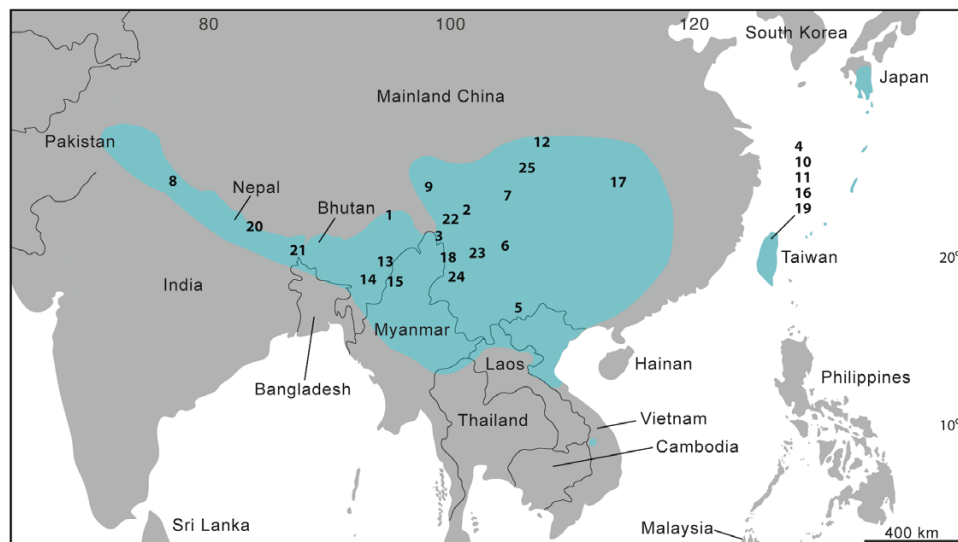 80
100
120
South Korea
Japan
Mainland China
Pakistan
12
4
25
10
8
9
17
11
7
16
Nepal
2
19
Bhutan
1
22
20
3
6
21
23
Taiwan
13
18
20º
14
15
24
India
5
Myanmar
Laos
Hainan
Bangladesh
Philippines
Thailand
Vietnam
10º
Cambodia
Sri Lanka
Malaysia
400 km